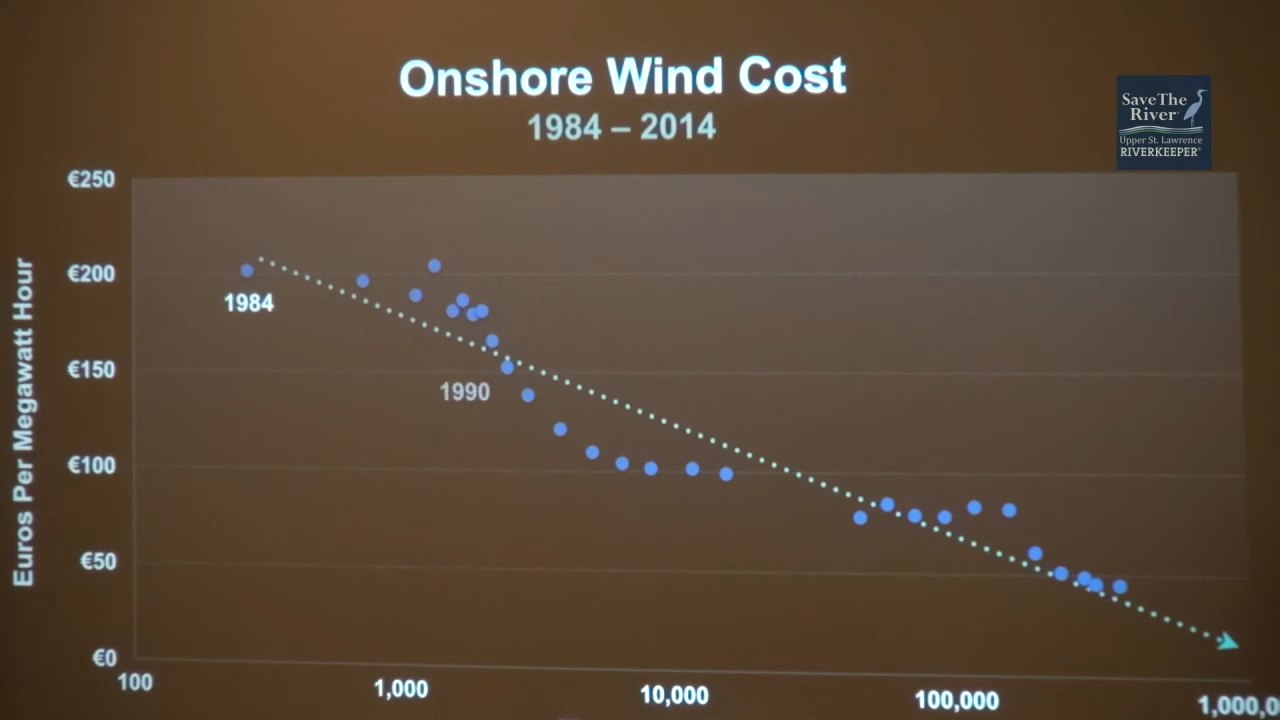 Onshore Wind Cost
1984 – 2014
Save The
River
Upper St. Lawrence
RIVERKEEPER®
€250
€200
€150
€100
€50
€0
Euros Per Megawatt Hour
1984
1990
100
1,000
10,000
100,000
1,000,0